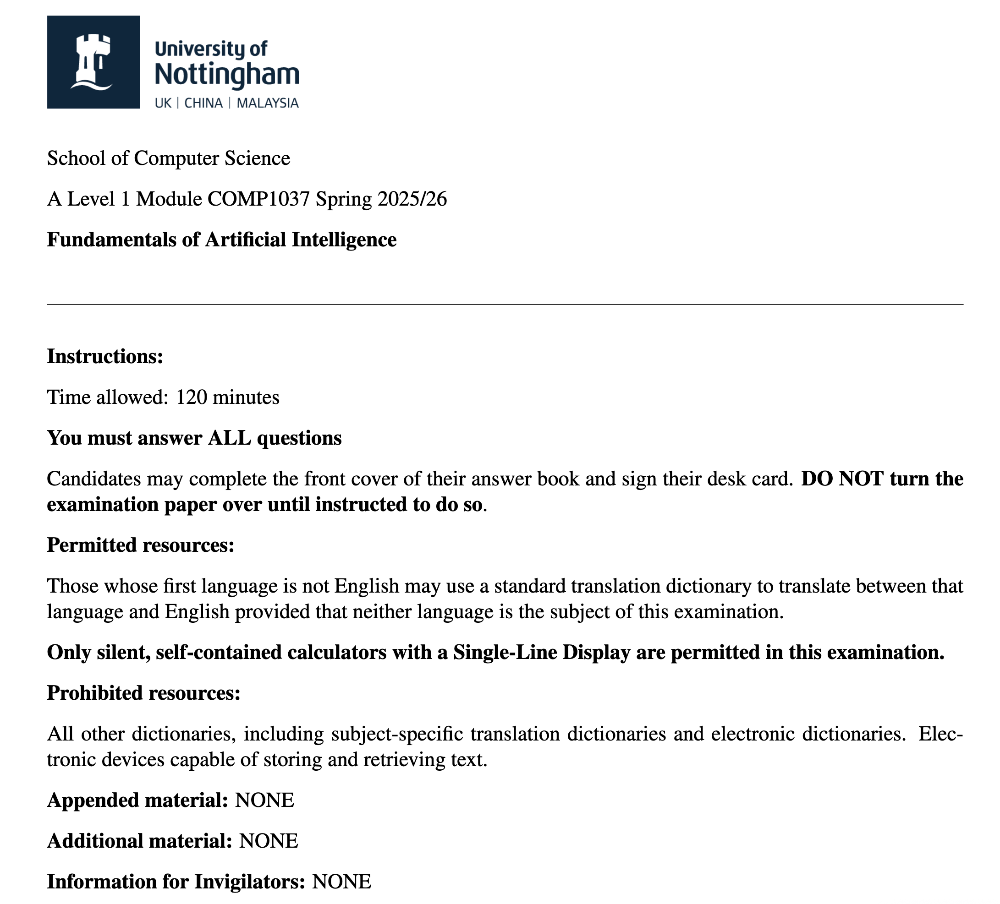 University of
Nottingham
UK | CHINA | MALAYSIA
School of Computer Science
A Level 1 Module COMP1037 Spring 2025/26
Fundamentals of Artificial Intelligence
Instructions:
Time allowed: 120 minutes
You must answer ALL questions
Candidates may complete the front cover of their answer book and sign their desk card. DO NOT turn the
examination paper over until instructed to do so.
Permitted resources:
Those whose first language is not English may use a standard translation dictionary to translate between that
language and English provided that neither language is the subject of this examination.
Only silent, self-contained calculators with a Single-Line Display are permitted in this examination.
Prohibited resources:
All other dictionaries, including subject-specific translation dictionaries and electronic dictionaries. Elec-
tronic devices capable of storing and retrieving text.
Appended material: NONE
Additional material: NONE
Information for Invigilators: NONE